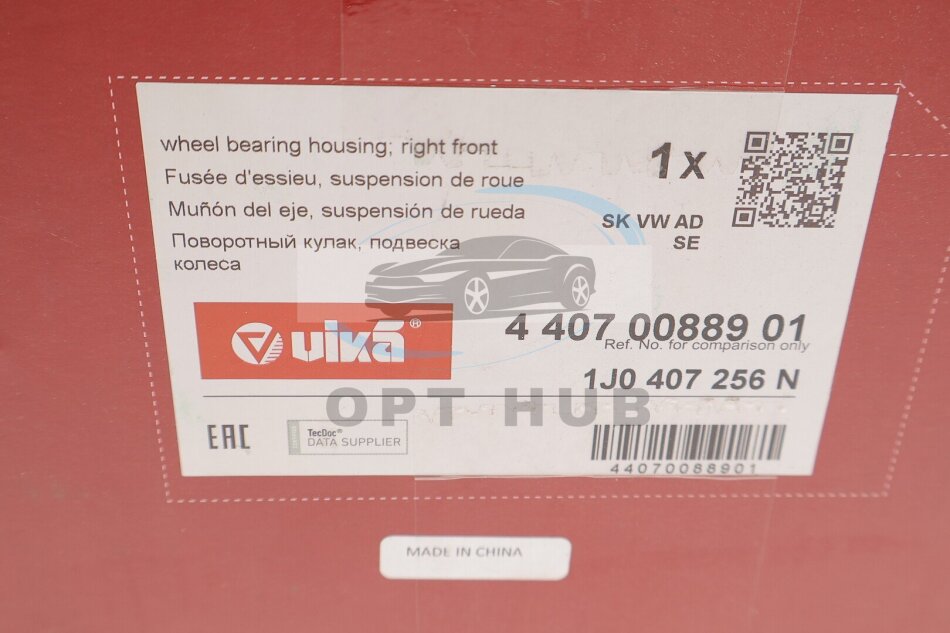 wheel bearing housing; right front
Fusée d'essieu, suspension de roue
Muñón del eje, suspensión de rueda
Поворотный кулак, подвеска
колеса
1x
SK VW AD
SE
vika®
4 407 00889 01
Ref. No. for comparison only
1J0 407 256 N
OPT HUB
EAC
TecDoc®
DATA SUPPLIER
44070088901
MADE IN CHINA